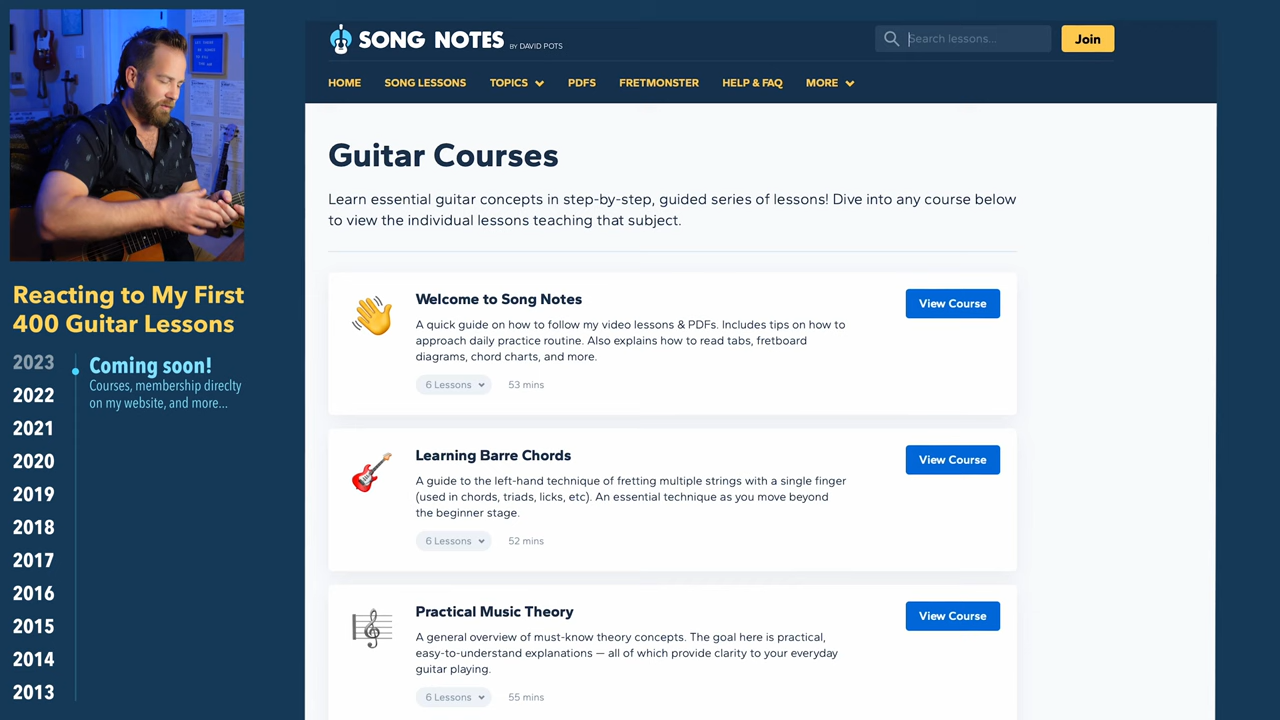 SONG NOTES BY DAVID POTS
Search lessons...
Join
HOME SONG LESSONS TOPICS PDFS FRETMONSTER HELP & FAQ MORE
Guitar Courses
Learn essential guitar concepts in step-by-step, guided series of lessons! Dive into any course below
to view the individual lessons teaching that subject.
Welcome to Song Notes
A quick guide on how to follow my video lessons & PDFs. Includes tips on how to
approach daily practice routine. Also explains how to read tabs, fretboard
diagrams, chord charts, and more.
6 Lessons 53 mins
View Course
Learning Barre Chords
A guide to the left-hand technique of fretting multiple strings with a single finger
(used in chords, triads, licks, etc). An essential technique as you move beyond
the beginner stage.
6 Lessons 52 mins
View Course
Practical Music Theory
A general overview of must-know theory concepts. The goal here is practical,
easy-to-understand explanations — all of which provide clarity to your everyday
guitar playing.
6 Lessons 55 mins
View Course
Reacting to My First
400 Guitar Lessons
2023
Coming soon!
Courses, membership direclty
on my website, and more...
2022
2021
2020
2019
2018
2017
2016
2015
2014
2013